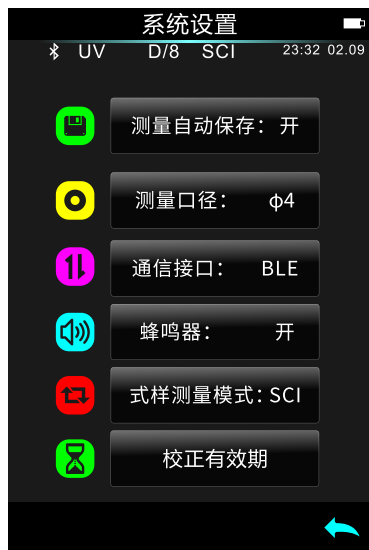 系统设置
UV D/8 SCI 23:32 02.09
测量自动保存：开
测量口径： φ4
通信接口： BLE
蜂鸣器： 开
式样测量模式：SCI
校正有效期